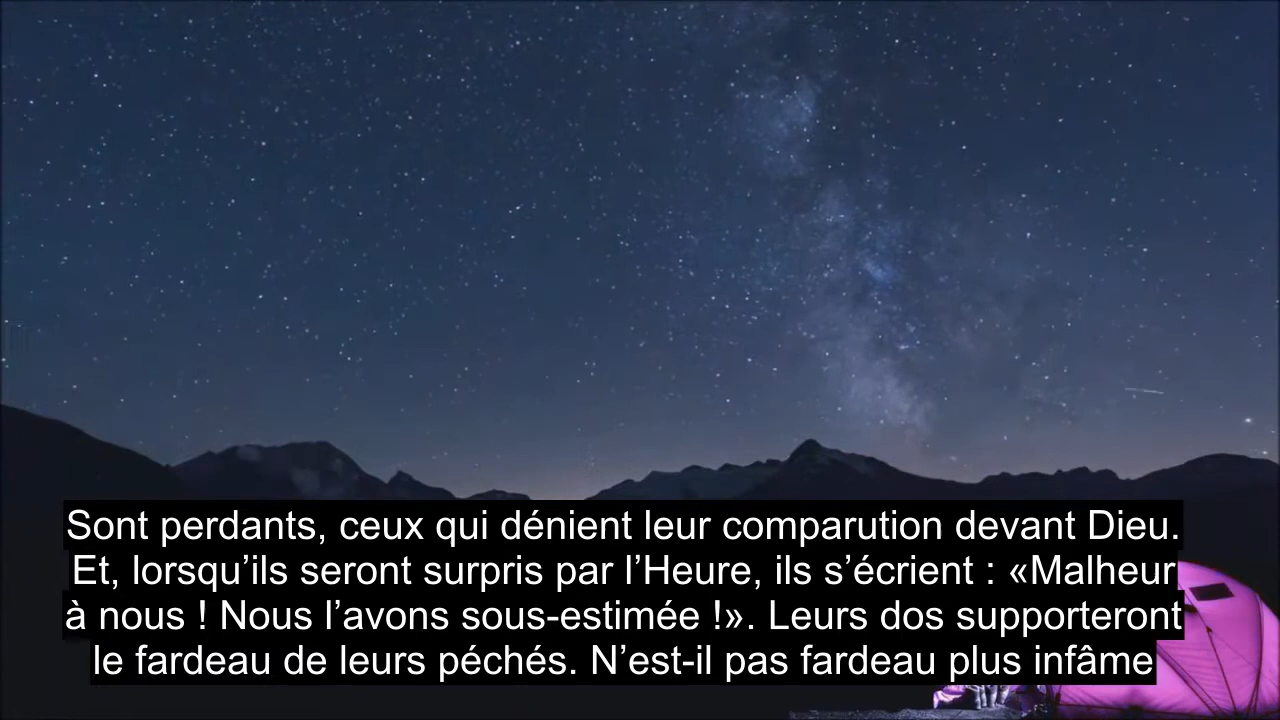 Sont perdants, ceux qui dénient leur comparution devant Dieu.
Et, lorsqu’ils seront surpris par l’Heure, ils s’écrient : «Malheur
à nous ! Nous l’avons sous-estimée !». Leurs dos supporteront
le fardeau de leurs péchés. N’est-il pas fardeau plus infâme